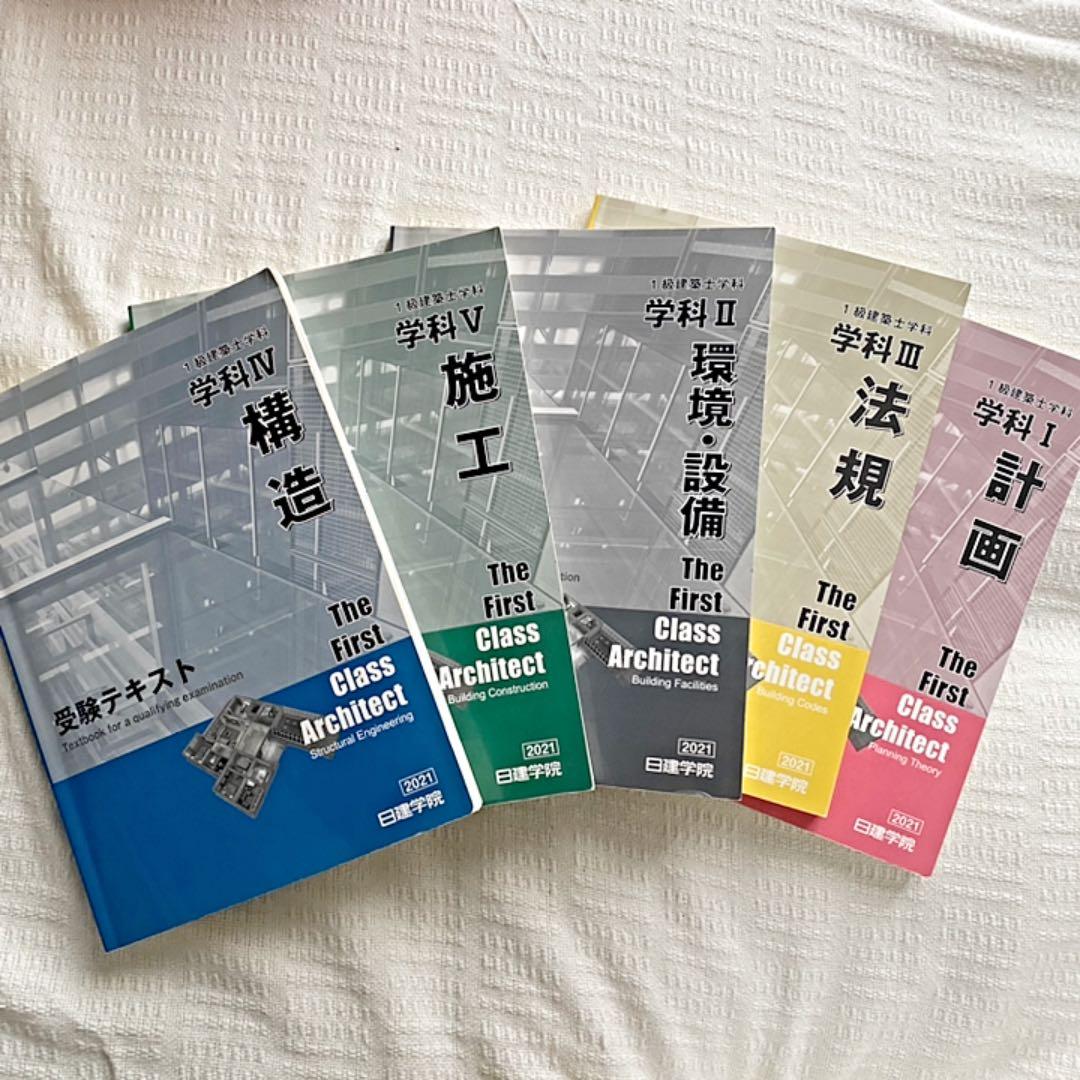 1級建築士学科
学科Ⅳ
構造
The
First
Class
Architect
Structural Engineering
受験テキスト
Textbook for a qualifying examination
2021
日建学院
1級建築士学科
学科Ⅴ
施工
The
First
Class
Architect
Building Construction
2021
日建学院
1級建築士学科
学科Ⅱ
環境・設備
The
First
Class
Architect
Building Facilities
2021
日建学院
1級建築士学科
学科Ⅲ
法規
The
First
Class
rchitect
Building Codes
2021
日建学院
1級建築士学科
学科Ⅰ
計画
The
First
Class
Architect
Planning Theory
2021
日建学院